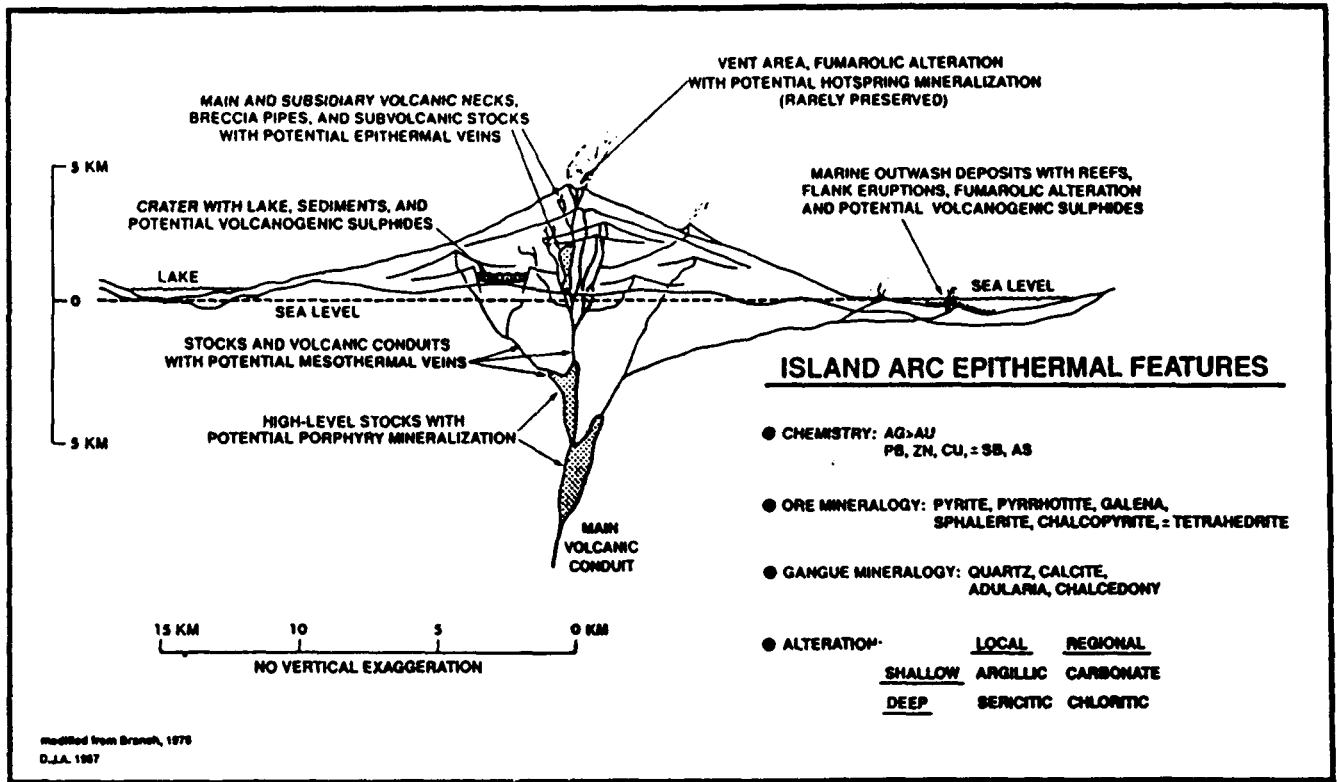 VENT AREA, FUMAROLIC ALTERATION
WITH POTENTIAL HOTSPRING MINERALIZATION
(RARELY PRESERVED)
MAIN AND SUBSIDIARY VOLCANIC NECKS,
BRECCIA PIPES, AND SUBVOLCANIC STOCKS
WITH POTENTIAL EPITHERMAL VEINS
5 KM
MARINE OUTWASH DEPOSITS WITH REEFS,
FLANK ERUPTIONS, FUMAROLIC ALTERATION
AND POTENTIAL VOLCANOGENIC SULPHIDES
CRATER WITH LAKE, SEDIMENTS, AND
POTENTIAL VOLCANOGENIC SULPHIDES
LAKE
SEA LEVEL
0
SEA LEVEL
STOCKS AND VOLCANIC CONDUITS
WITH POTENTIAL MESOTHERMAL VEINS
HIGH-LEVEL STOCKS WITH
POTENTIAL PORPHYRY MINERALIZATION
5 KM
MAIN
VOLCANIC
CONDUIT
15 KM 10 5 0 KM
NO VERTICAL EXAGGERATION
ISLAND ARC EPITHERMAL FEATURES
● CHEMISTRY: AG>AU
PB, ZN, CU, ± SB, AS
● ORE MINERALOGY: PYRITE, PYRRHOTITE, GALENA,
SPHALERITE, CHALCOPYRITE, ± TETRAHEDRITE
● GANGUE MINERALOGY: QUARTZ, CALCITE,
ADULARIA, CHALCEDONY
● ALTERATION: LOCAL REGIONAL
SHALLOW ARGILLIC CARBONATE
DEEP SERICITIC CHLORITIC
modified from Branch, 1976
D.J.A. 1987